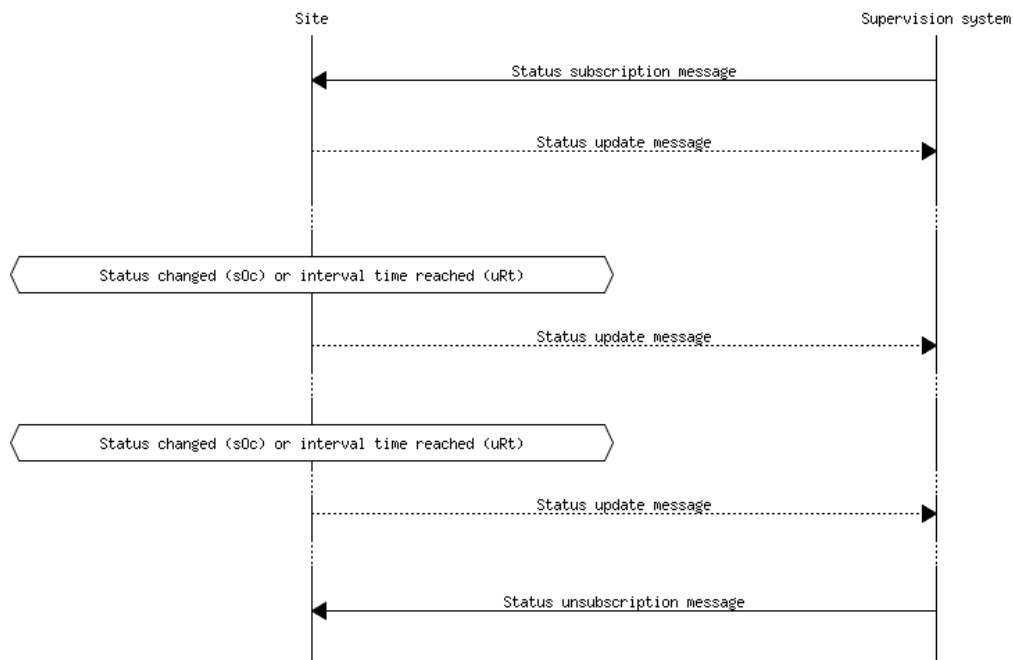 Site
Supervision system
Status subscription message
Status update message
Status changed (sOc) or interval time reached (uRt)
Status update message
Status changed (sOc) or interval time reached (uRt)
Status update message
Status unsubscription message